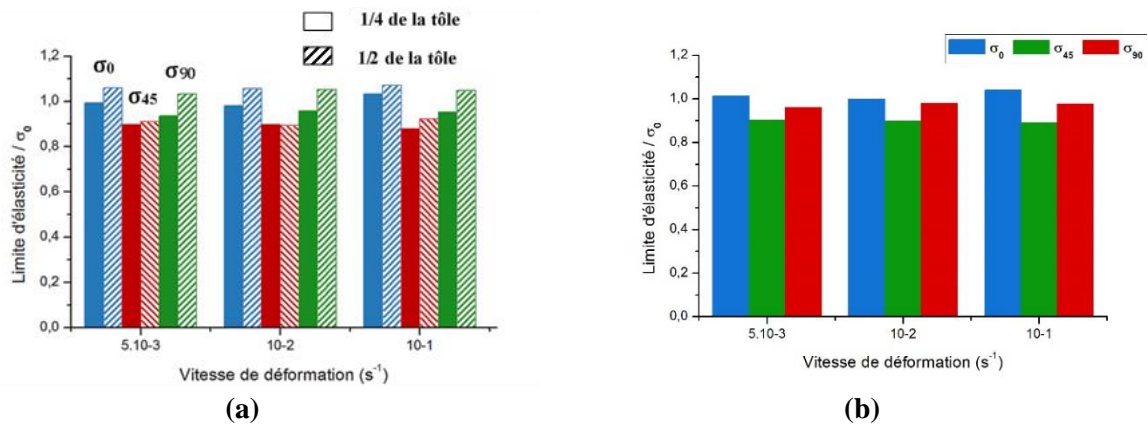 1/4 de la tôle
1/2 de la tôle
σ0
σ45
σ90
Limite d'élasticité / σ0
1,2
1,0
0,8
0,6
0,4
0,2
0,0
5.10-3 10-2 10-1
Vitesse de déformation (s⁻¹)
(a)
σ0 σ45 σ90
Limite d'élasticité / σ0
1,2
1,0
0,8
0,6
0,4
0,2
0,0
5.10-3 10-2 10-1
Vitesse de déformation (s⁻¹)
(b)